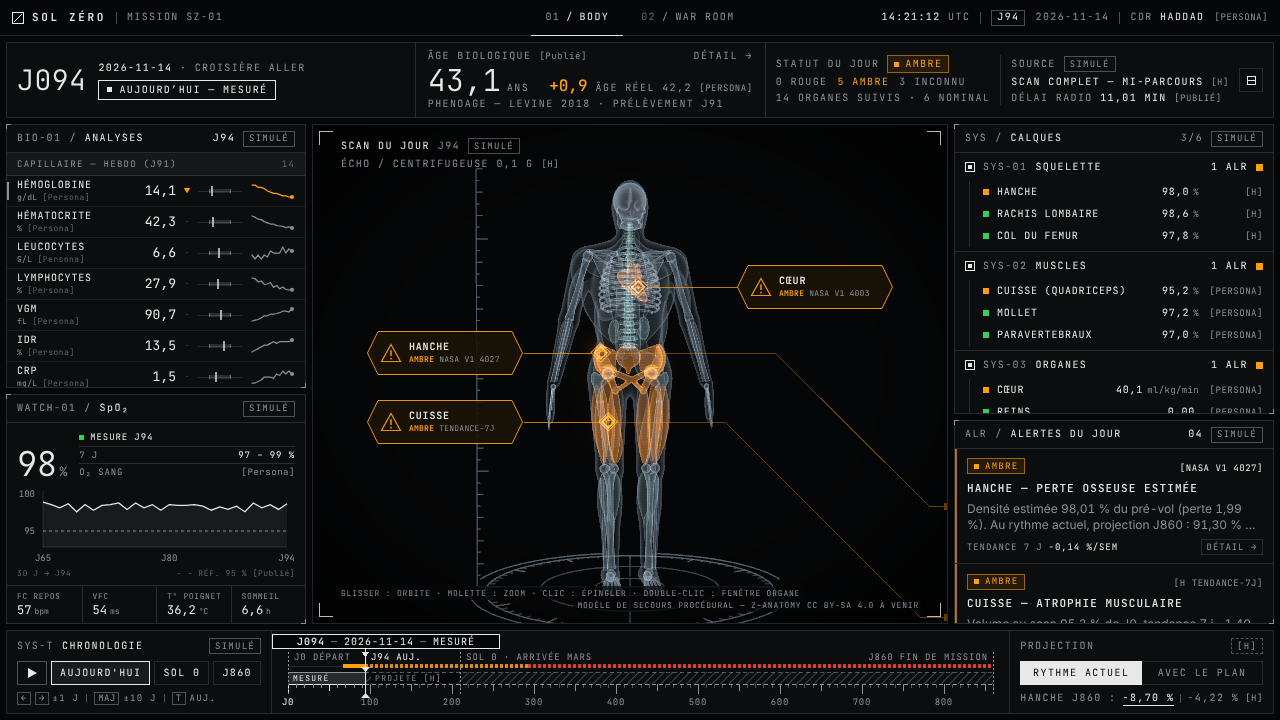 SOL ZÉRO | MISSION SZ-01
01 / BODY
02 / WAR ROOM
14:21:12 UTC | J94 2026-11-14 | CDR HADDAD [PERSONA]
J094
2026-11-14 · CROISIÈRE ALLER
AUJOURD'HUI — MESURÉ
ÂGE BIOLOGIQUE [Publié] DÉTAIL →
43,1 ANS +0,9 ÂGE RÉEL 42,2 [PERSONA]
PHENOAGE — LEVINE 2018 · PRÉLÈVEMENT J91
STATUT DU JOUR AMBRE
0 ROUGE 5 AMBRE 3 INCONNU
14 ORGANES SUIVIS · 6 NOMINAL
SOURCE SIMULÉ
SCAN COMPLET — MI-PARCOURS [H]
DÉLAI RADIO 11,01 MIN [PUBLIÉ]
BIO-01 / ANALYSES J94 SIMULÉ
CAPILLAIRE — HEBDO (J91) 14
HÉMOGLOBINE 14,1
g/dL [Persona]
HÉMATOCRITE 42,3
% [Persona]
LEUCOCYTES 6,6
G/L [Persona]
LYMPHOCYTES 27,9
% [Persona]
VGM 90,7
fL [Persona]
IDR 13,5
% [Persona]
CRP 1,5
mg/L [Persona]
WATCH-01 / SpO₂ SIMULÉ
98%
MESURE J94
7 J 97 – 99 %
O₂ SANG [Persona]
100
95
J65 J80 J94
30 J → J94 - - RÉF. 95 % [Publié]
FC REPOS
57 bpm
VFC
54 ms
T° POIGNET
36,2 °C
SOMMEIL
6,6 h
SCAN DU JOUR J94 SIMULÉ
ÉCHO / CENTRIFUGEUSE 0,1 G [H]
CŒUR
AMBRE NASA V1 4003
HANCHE
AMBRE NASA V1 4027
CUISSE
AMBRE TENDANCE-7J
GLISSER : ORBITE · MOLETTE : ZOOM · CLIC : ÉPINGLER · DOUBLE-CLIC : FENÊTRE ORGANE
MODÈLE DE SECOURS PROCÉDURAL — Z-ANATOMY CC BY-SA 4.0 À VENIR
SYS / CALQUES 3/6 SIMULÉ
SYS-01 SQUELETTE 1 ALR
HANCHE 98,0 % [H]
RACHIS LOMBAIRE 98,6 % [H]
COL DU FEMUR 97,8 % [H]
SYS-02 MUSCLES 1 ALR
CUISSE (QUADRICEPS) 95,2 % [PERSONA]
MOLLET 97,2 % [PERSONA]
PARAVERTEBRAUX 97,0 % [PERSONA]
SYS-03 ORGANES 1 ALR
CŒUR 40,1 ml/kg/min [PERSONA]
REINS 0,00 [PERSONA]
ALR / ALERTES DU JOUR 04 SIMULÉ
AMBRE [NASA V1 4027]
HANCHE — PERTE OSSEUSE ESTIMÉE
Densité estimée 98,01 % du pré-vol (perte 1,99
%). Au rythme actuel, projection J860 : 91,30 % ...
TENDANCE 7 J -0,14 %/SEM DÉTAIL →
AMBRE [H TENDANCE-7J]
CUISSE — ATROPHIE MUSCULAIRE
SYS-T CHRONOLOGIE SIMULÉ
AUJOURD'HUI SOL 0 J860
← → ±1 J | MAJ ±10 J | T AUJ.
J094 — 2026-11-14 — MESURÉ
J0 DÉPART J94 AUJ. SOL 0 · ARRIVÉE MARS J860 FIN DE MISSION
MESURÉ PROJETÉ [H]
J0 100 200 300 400 500 600 700 800
PROJECTION [H]
RYTHME ACTUEL AVEC LE PLAN
HANCHE J860 : -8,70 % | -4,22 % [H]